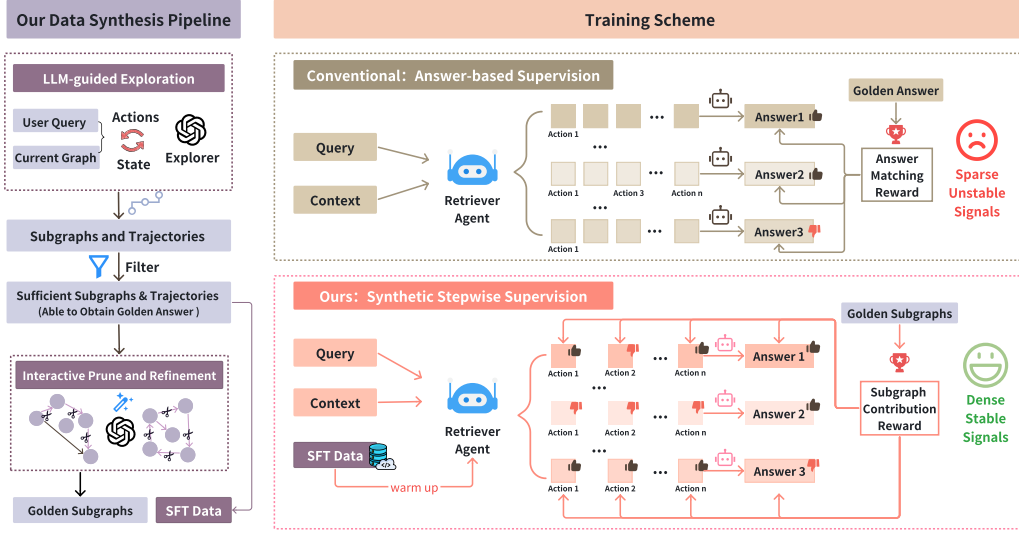 Our Data Synthesis Pipeline
LLM-guided Exploration
User Query
Current Graph
Actions
State
Explorer
Subgraphs and Trajectories
Filter
Sufficient Subgraphs & Trajectories
(Able to Obtain Golden Answer )
Interactive Prune and Refinement
Golden Subgraphs
SFT Data
Training Scheme
Conventional: Answer-based Supervision
Query
Context
Retriever
Agent
Action 1
...
Answer1
...
Action 1
Action 3
...
Action n
Answer2
...
Action 1
...
Answer3
Golden Answer
Answer
Matching
Reward
Sparse
Unstable
Signals
Ours: Synthetic Stepwise Supervision
Query
Context
SFT Data
</>
warm up
Retriever
Agent
Action 1
Action 2
...
Action n
Answer 1
...
Action 1
Action 2
...
Action n
Answer 2
...
Action 1
Action 2
...
Action n
Answer 3
Golden Subgraphs
Subgraph
Contribution
Reward
Dense
Stable
Signals